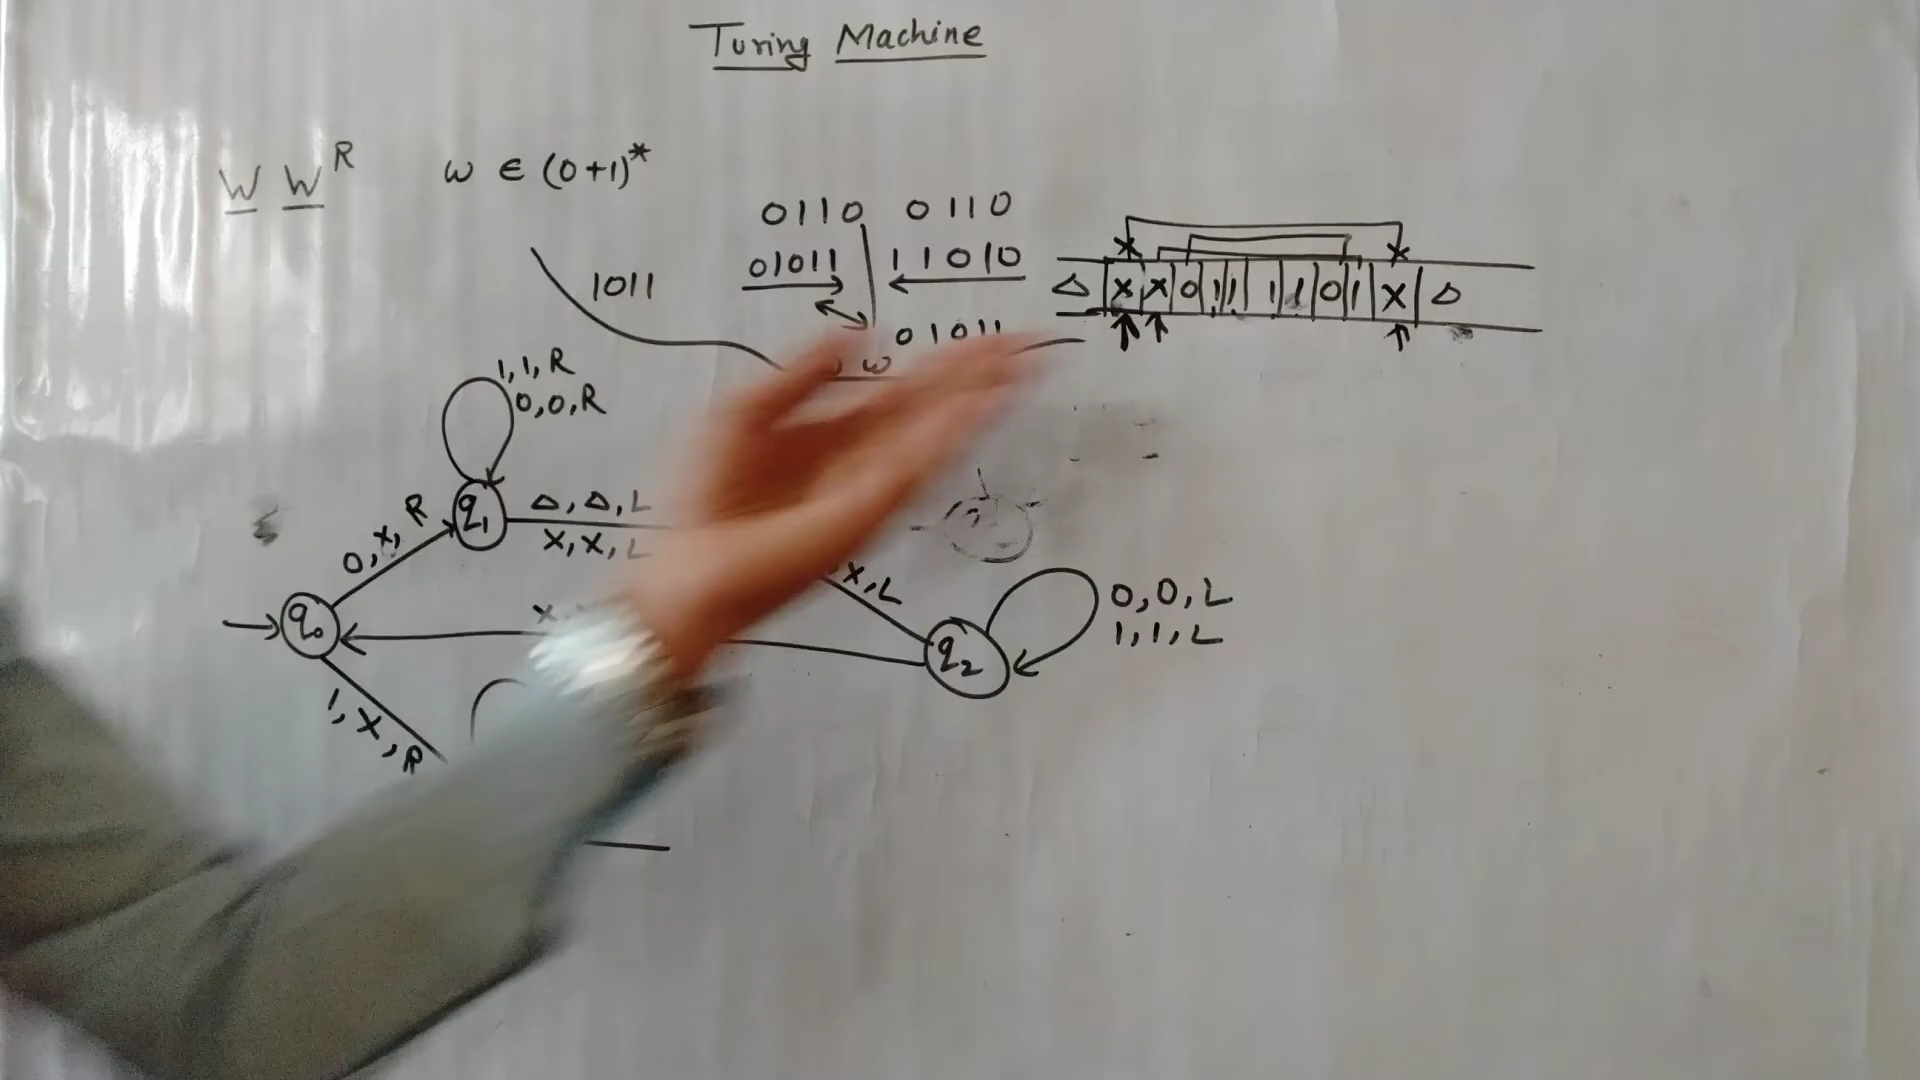 Turing Machine
W W^R w ∈ (0+1)*
0110 0110
01011 11010
1011
01011
w
x x
Δ x x 0 1 1 1 1 0 1 x Δ
1, 1, R
0, 0, R
q1
Δ, Δ, L
x, x, L
0, x, R
x, L
0, 0, L
1, 1, L
q0
q2
1, x, R